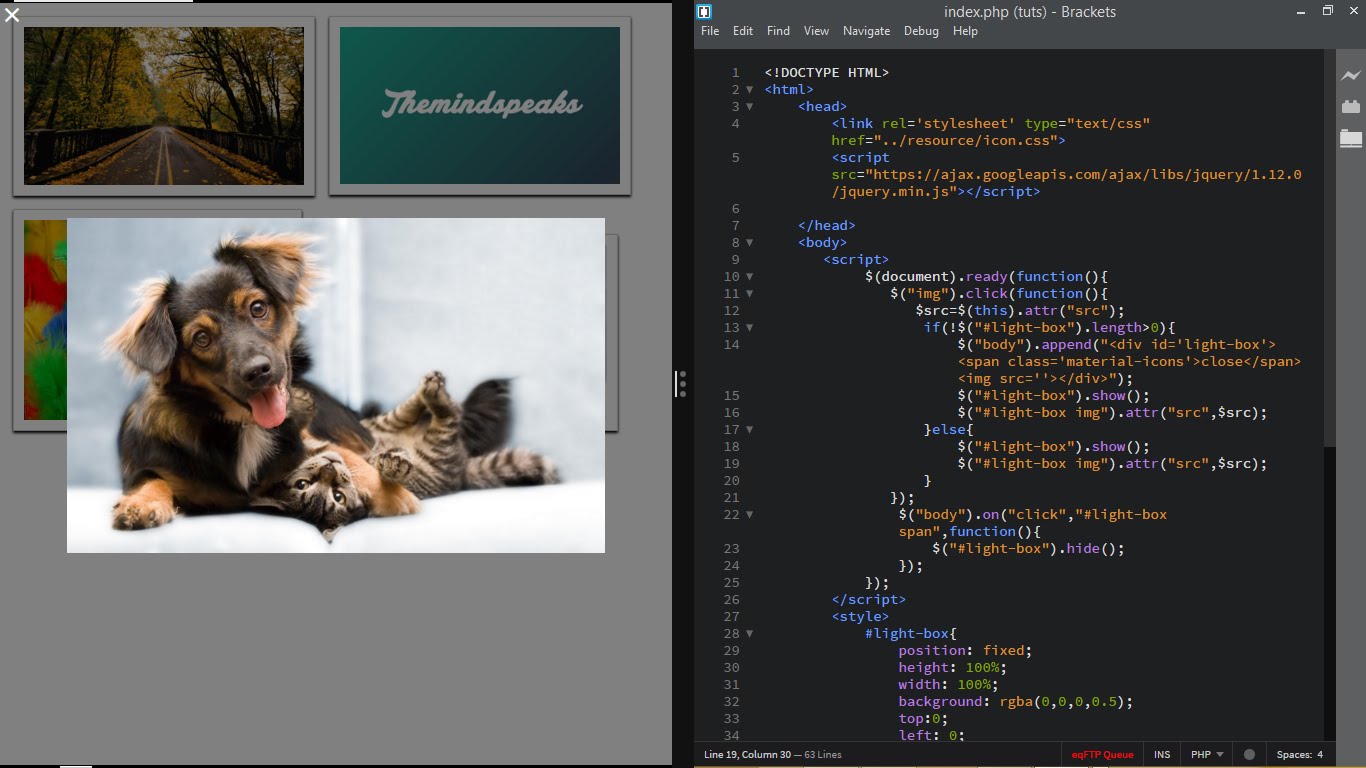 Themindspeaks
index.php (tuts) - Brackets
File Edit Find View Navigate Debug Help
1 <!DOCTYPE HTML>
2 <html>
3 <head>
4 <link rel='stylesheet' type="text/css"
href="../resource/icon.css">
5 <script
src="https://ajax.googleapis.com/ajax/libs/jquery/1.12.0
/jquery.min.js"></script>
6
7 </head>
8 <body>
9 <script>
10 $(document).ready(function(){
11 $("img").click(function(){
12 $src=$(this).attr("src");
13 if(!$("#light-box").length>0){
14 $("body").append("<div id='light-box'>
<span class='material-icons'>close</span>
<img src=''></div>");
15 $("#light-box").show();
16 $("#light-box img").attr("src",$src);
17 }else{
18 $("#light-box").show();
19 $("#light-box img").attr("src",$src);
20 }
21 });
22 $("body").on("click","#light-box
span",function(){
23 $("#light-box").hide();
24 });
25 });
26 </script>
27 <style>
28 #light-box{
29 position: fixed;
30 height: 100%;
31 width: 100%;
32 background: rgba(0,0,0,0.5);
33 top:0;
34 left: 0;
Line 19, Column 30 — 63 Lines eqFTP Queue INS PHP Spaces: 4